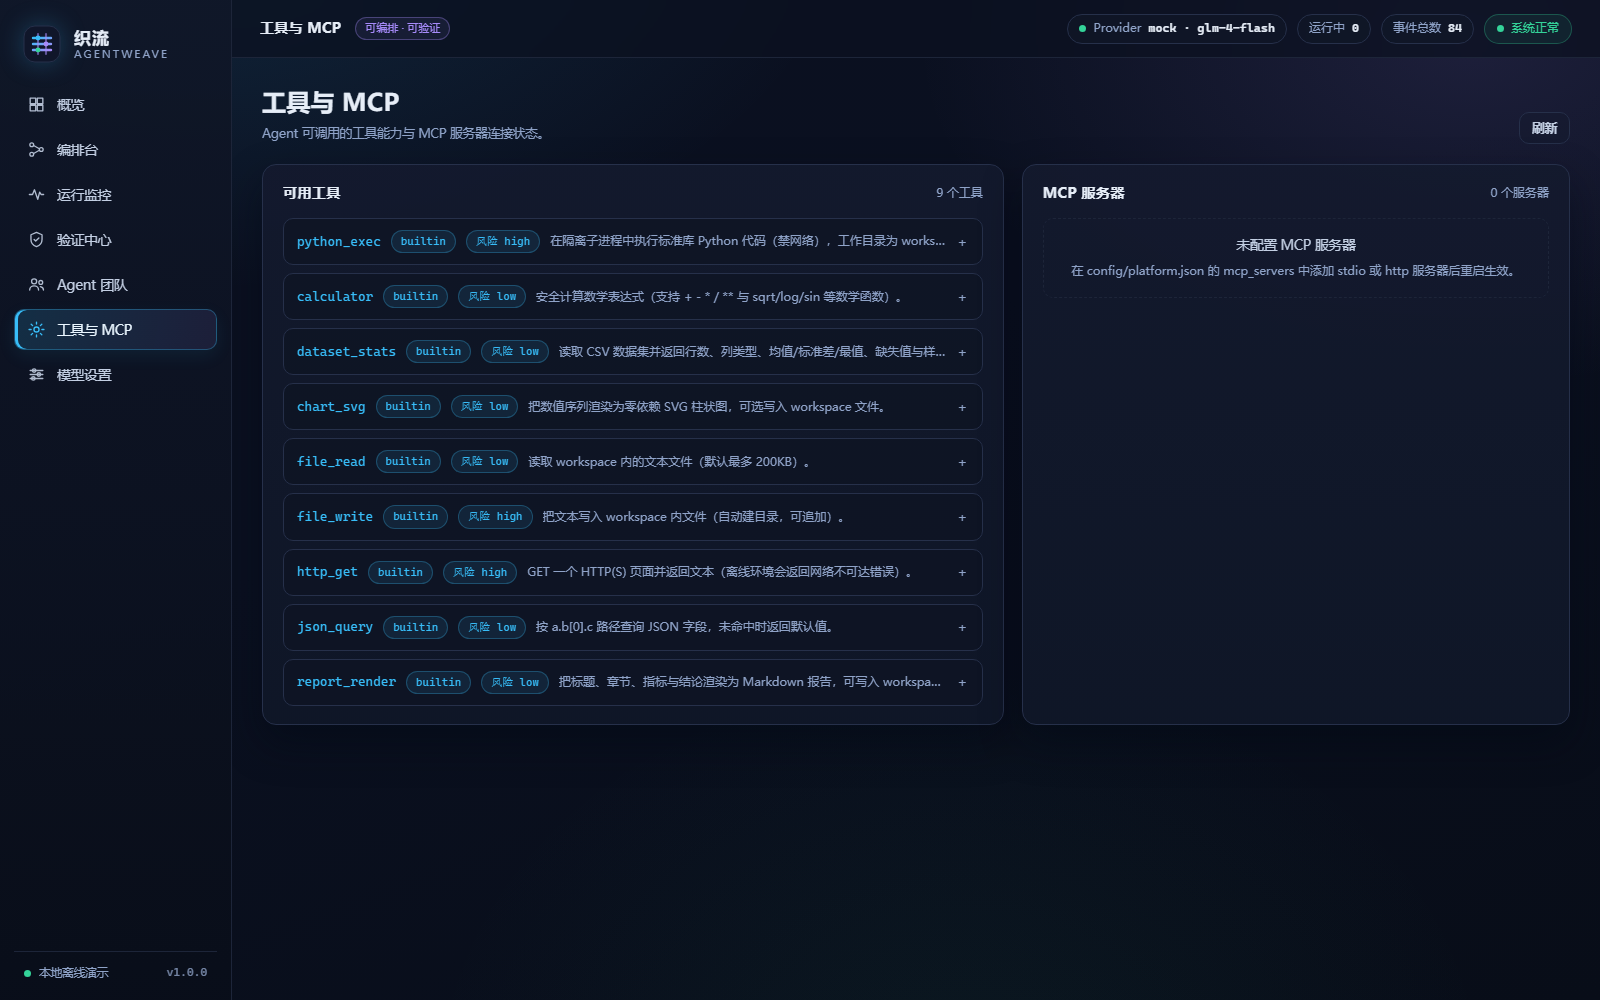 织流
AGENTWEAVE
概览
编排台
运行监控
验证中心
Agent 团队
工具与 MCP
模型设置
本地离线演示 v1.0.0
工具与 MCP 可编排 · 可验证 Provider mock · glm-4-flash 运行中 0 事件总数 84 系统正常
工具与 MCP
Agent 可调用的工具能力与 MCP 服务器连接状态。
刷新
可用工具 9 个工具
python_exec builtin 风险 high 在隔离子进程中执行标准库 Python 代码（禁网络），工作目录为 works... +
calculator builtin 风险 low 安全计算数学表达式（支持 + - * / ** 与 sqrt/log/sin 等数学函数）。 +
dataset_stats builtin 风险 low 读取 CSV 数据集并返回行数、列类型、均值/标准差/最值、缺失值与样... +
chart_svg builtin 风险 low 把数值序列渲染为零依赖 SVG 柱状图，可选写入 workspace 文件。 +
file_read builtin 风险 low 读取 workspace 内的文本文件（默认最多 200KB）。 +
file_write builtin 风险 high 把文本写入 workspace 内文件（自动建目录，可追加）。 +
http_get builtin 风险 high GET 一个 HTTP(S) 页面并返回文本（离线环境会返回网络不可达错误）。 +
json_query builtin 风险 low 按 a.b[0].c 路径查询 JSON 字段，未命中时返回默认值。 +
report_render builtin 风险 low 把标题、章节、指标与结论渲染为 Markdown 报告，可写入 workspa... +
MCP 服务器 0 个服务器
未配置 MCP 服务器
在 config/platform.json 的 mcp_servers 中添加 stdio 或 http 服务器后重启生效。